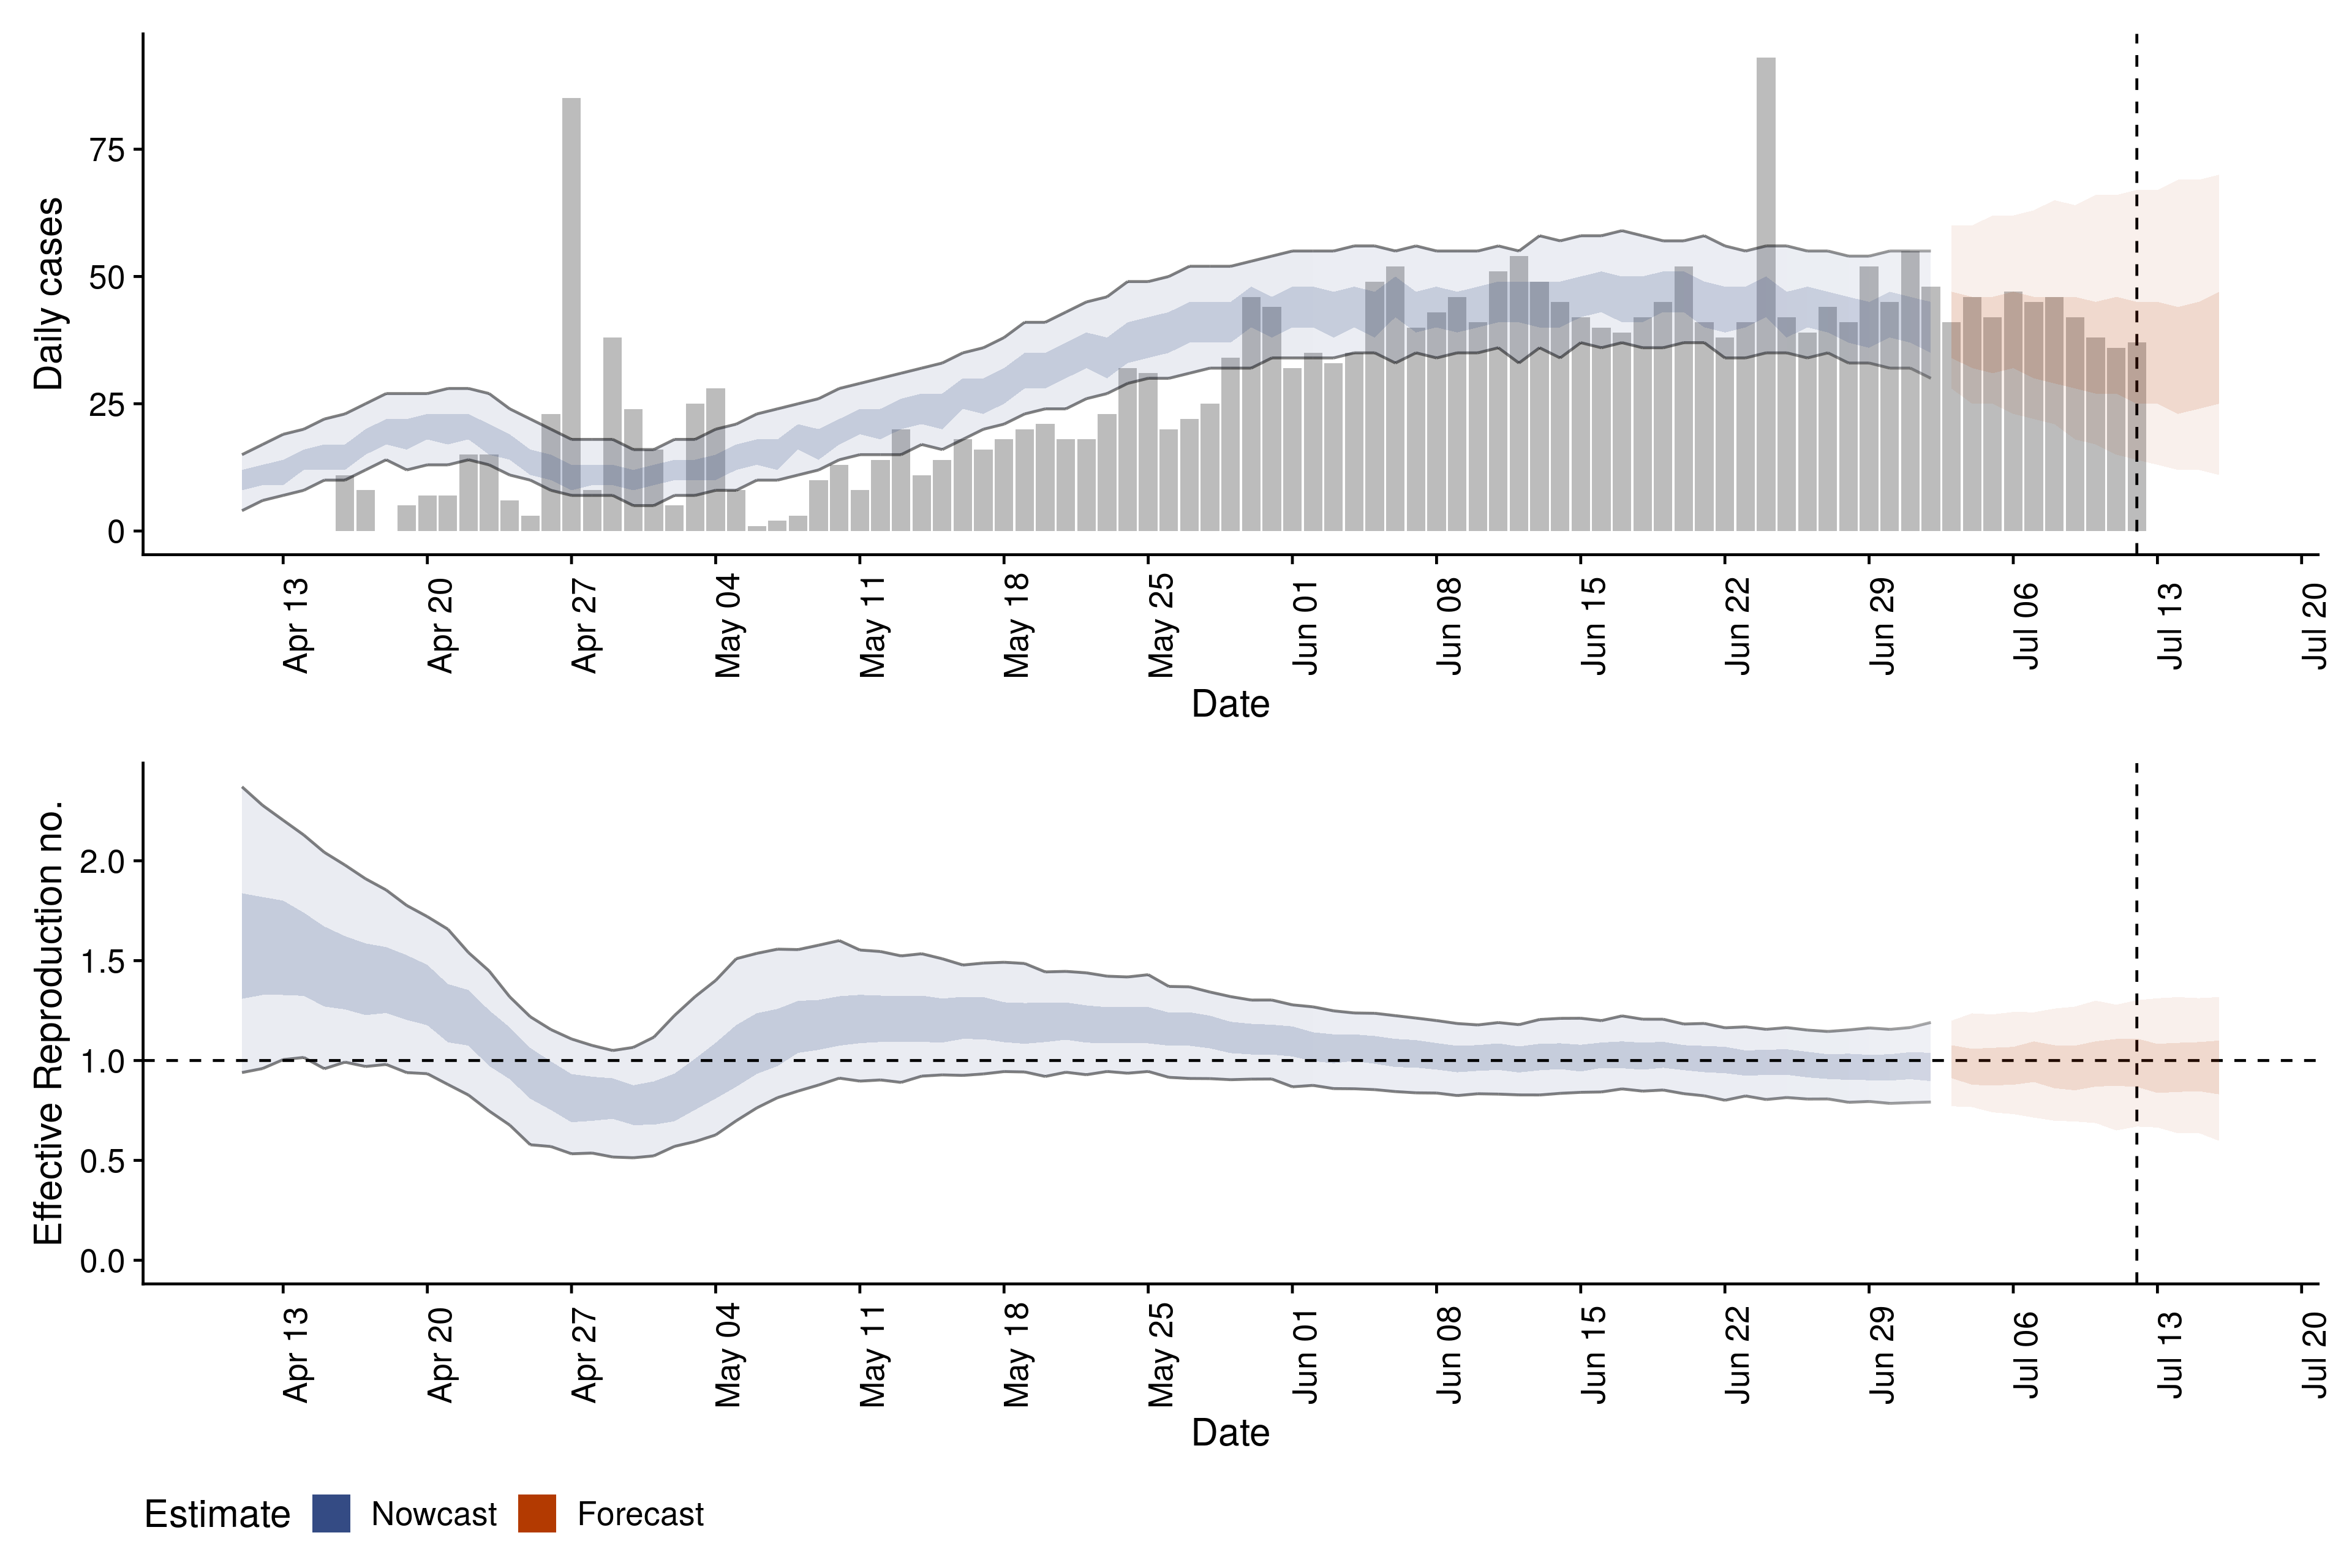 Daily cases
75
50
25
0
Apr 13
Apr 20
Apr 27
May 04
May 11
May 18
May 25
Jun 01
Jun 08
Jun 15
Jun 22
Jun 29
Jul 06
Jul 13
Jul 20
Date
Effective Reproduction no.
2.0
1.5
1.0
0.5
0.0
Apr 13
Apr 20
Apr 27
May 04
May 11
May 18
May 25
Jun 01
Jun 08
Jun 15
Jun 22
Jun 29
Jul 06
Jul 13
Jul 20
Date
Estimate Nowcast Forecast